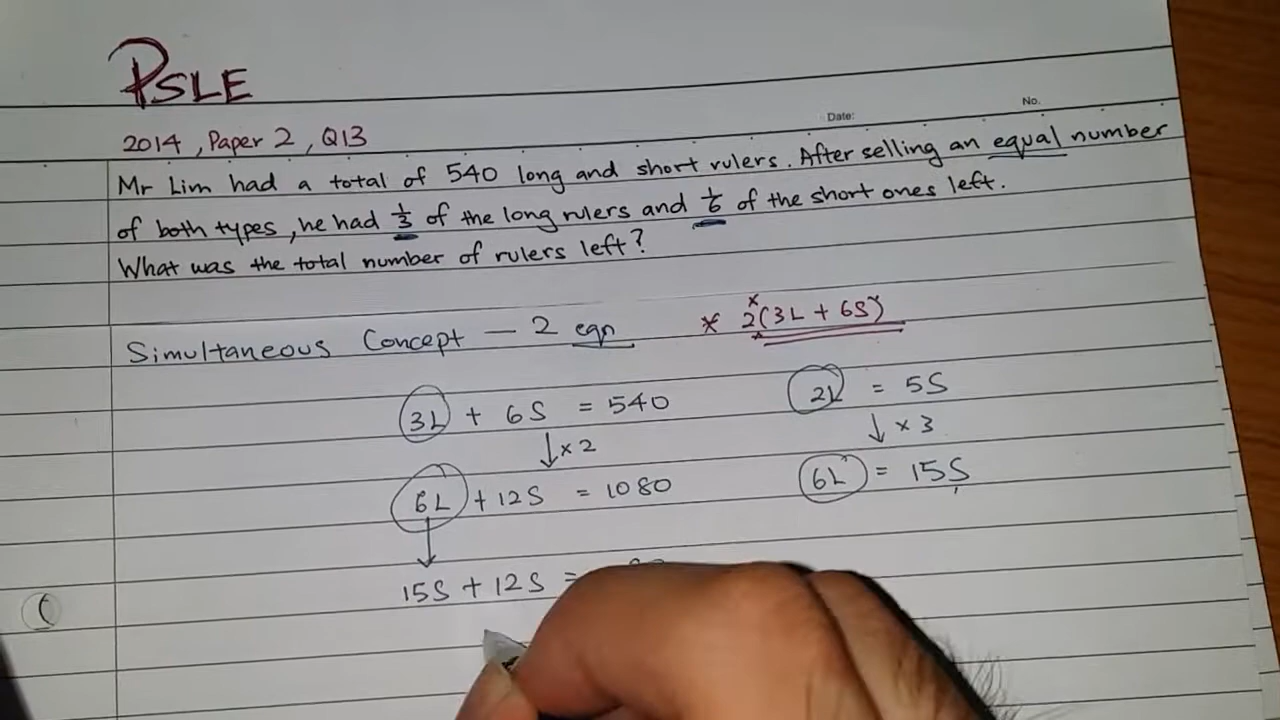 PSLE
Date:
No.
2014, Paper 2, Q13
Mr Lim had a total of 540 long and short rulers. After selling an equal number
of both types, he had 1/3 of the long rulers and 1/6 of the short ones left.
What was the total number of rulers left?
Simultaneous Concept - 2 eqn
* 2(3L + 6S)
3L + 6S = 540
2L = 5S
↓ x 2
↓ x 3
6L + 12S = 1080
6L = 15S
↓
15S + 12S =
(